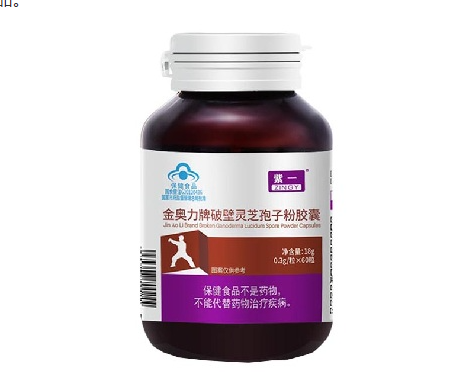 品。
紫一
ZINGY
保健食品
金奥力牌破壁灵芝孢子粉胶囊
Jin Ao Li Brand Broken Ganoderma Lucidum Spore Powder Capsules
净含量:18g
0.3g/粒×60粒
图案仅供参考
保健食品不是药物,
不能代替药物治疗疾病。